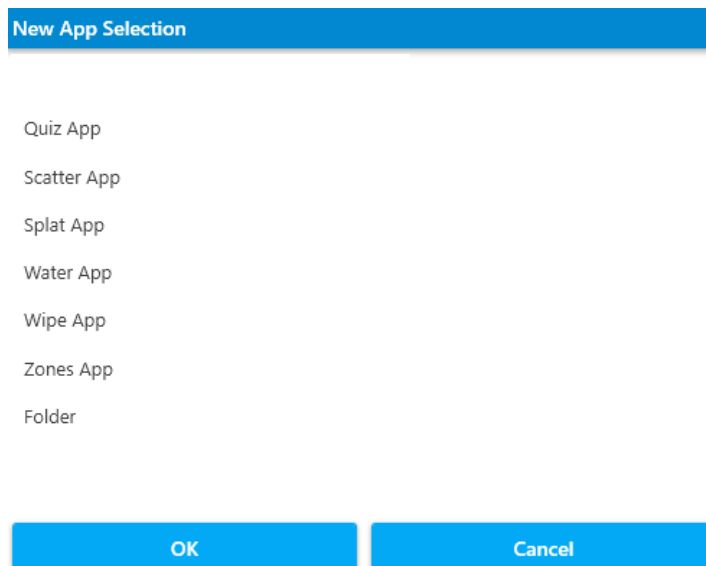 New App Selection
Quiz App
Scatter App
Splat App
Water App
Wipe App
Zones App
Folder
OK Cancel